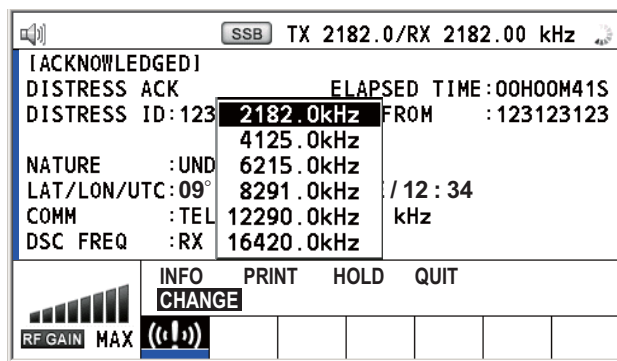 SSB TX 2182.0/RX 2182.00 kHz
[ACKNOWLEDGED]
DISTRESS ACK ELAPSED TIME:00H00M41S
DISTRESS ID:123 FROM :123123123
2182.0kHz
4125.0kHz
6215.0kHz
8291.0kHz
12290.0kHz
16420.0kHz
NATURE :UND
LAT/LON/UTC:09° / 12 : 34
COMM :TEL kHz
DSC FREQ :RX
INFO PRINT HOLD QUIT
CHANGE
RF GAIN MAX